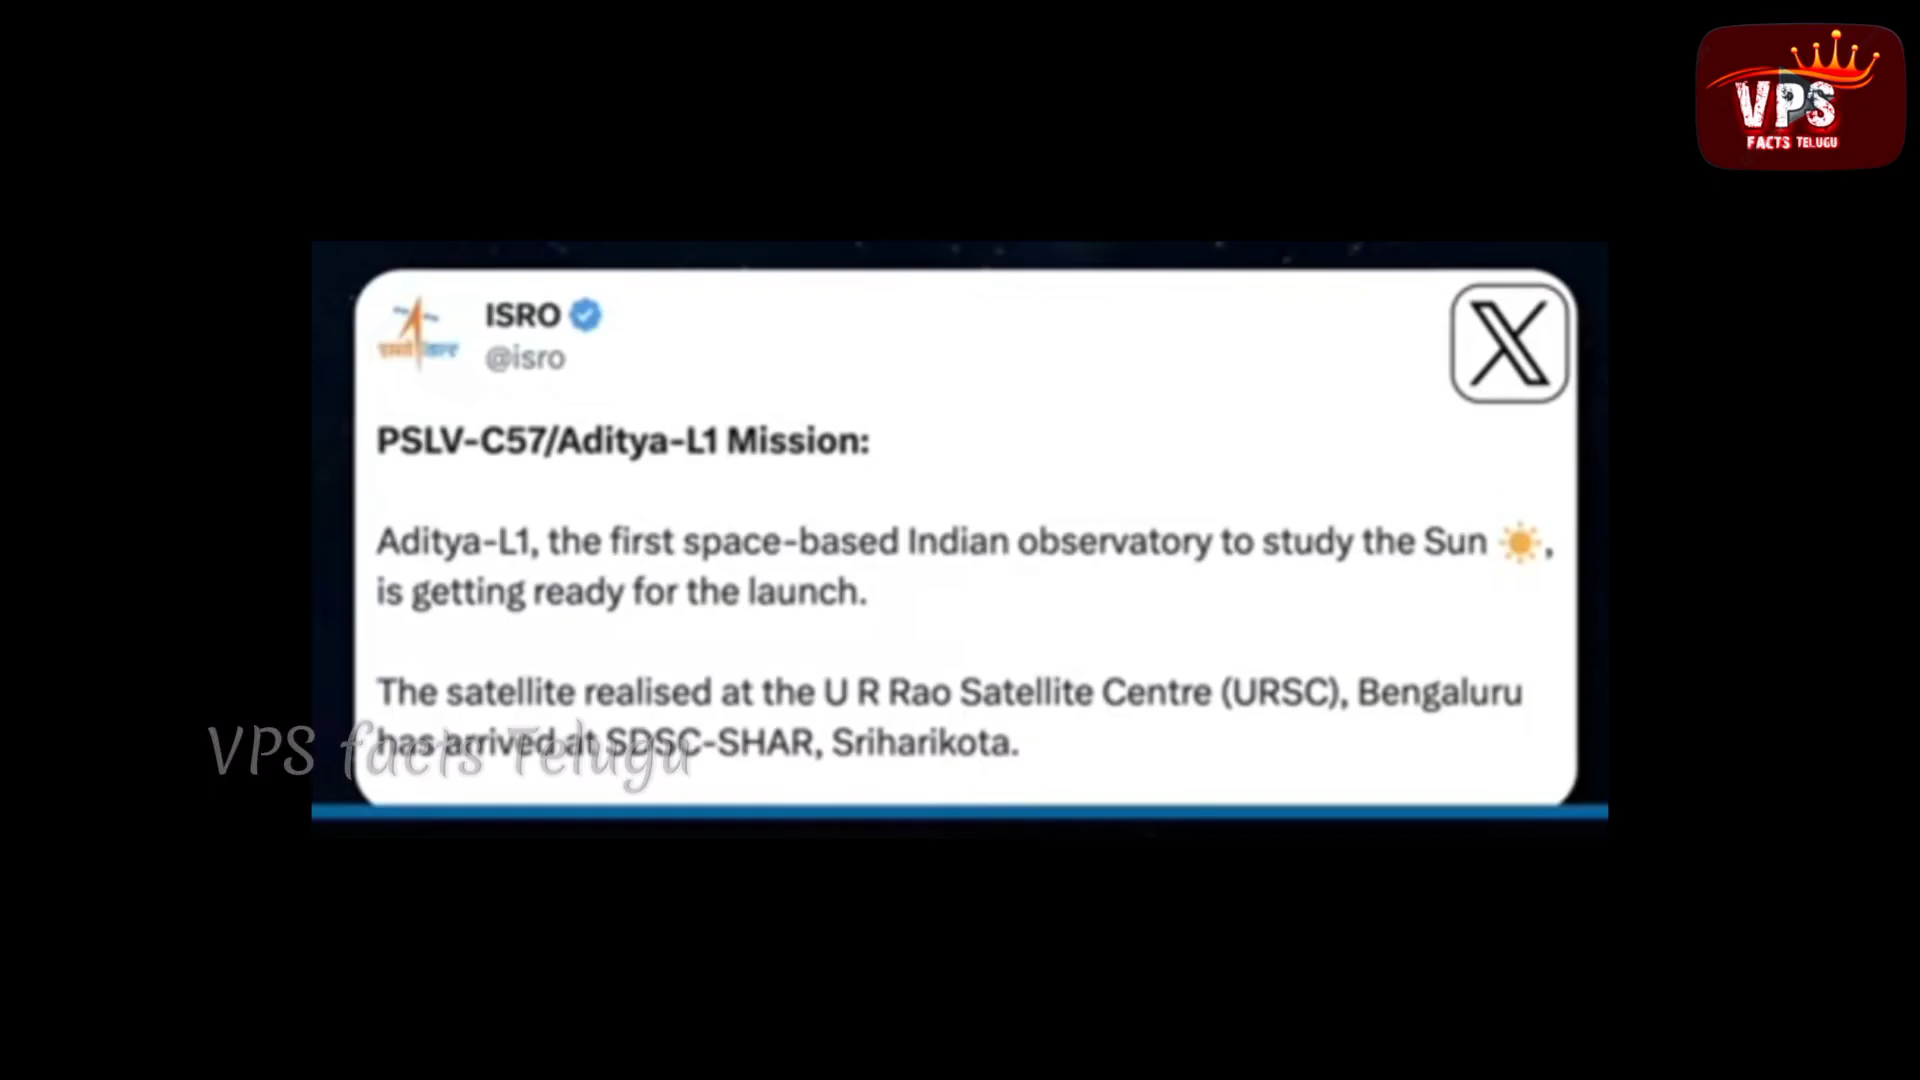 VPS
FACTS TELUGU
ISRO
@isro
PSLV-C57/Aditya-L1 Mission:
Aditya-L1, the first space-based Indian observatory to study the Sun ☀️,
is getting ready for the launch.
The satellite realised at the U R Rao Satellite Centre (URSC), Bengaluru
has arrived at SDSC-SHAR, Sriharikota.
VPS facts Telugu